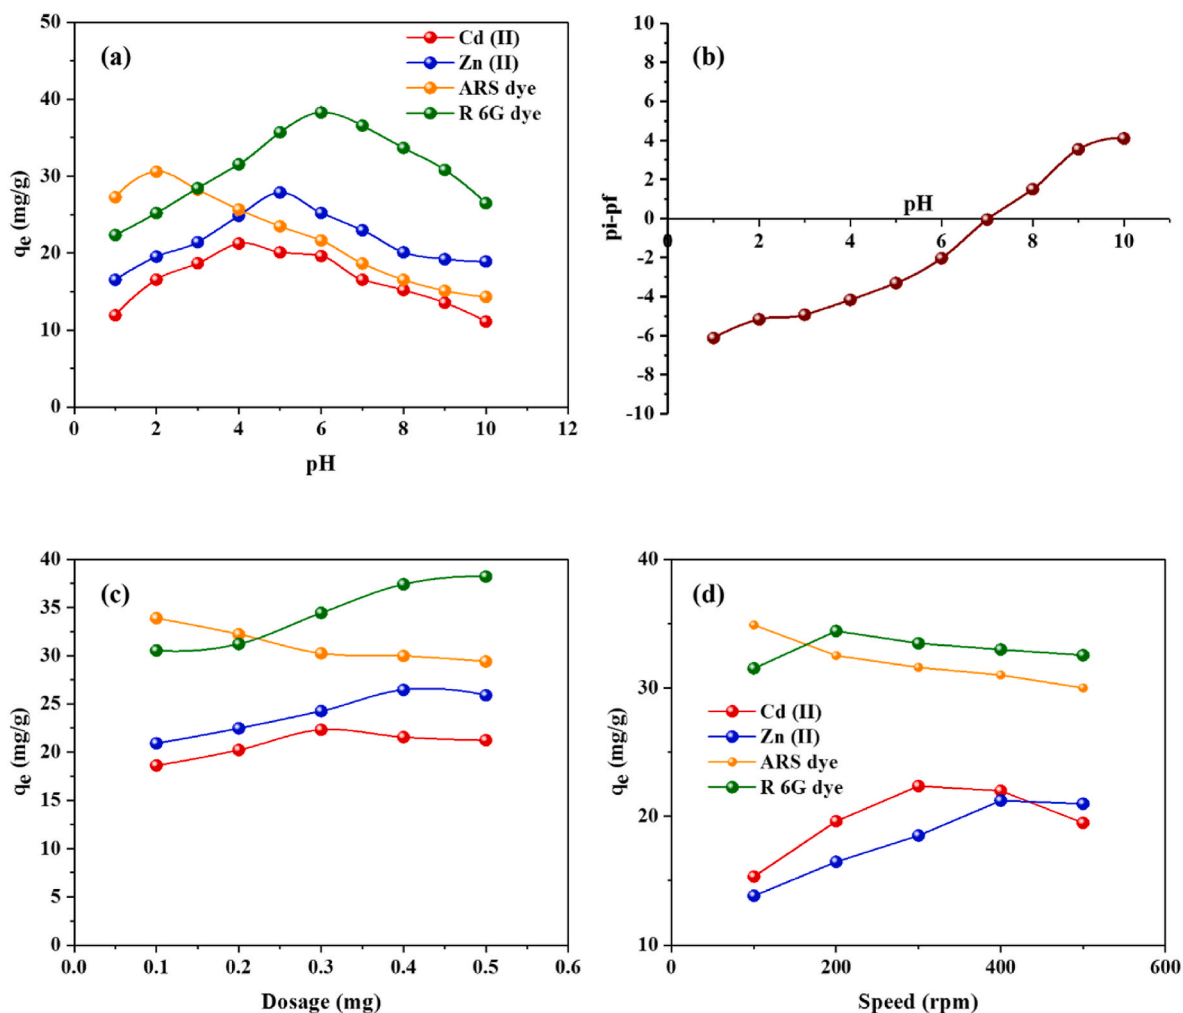 (a)
Cd (II)
Zn (II)
ARS dye
R 6G dye
50
40
30
20
10
0
qe (mg/g)
0 2 4 6 8 10 12
pH
(b)
10
8
6
4
2
0
-2
-4
-6
-8
-10
pi-pf
pH
0 2 4 6 8 10
(c)
40
35
30
25
20
15
10
5
0
qe (mg/g)
0.0 0.1 0.2 0.3 0.4 0.5 0.6
Dosage (mg)
(d)
40
30
20
10
qe (mg/g)
Cd (II)
Zn (II)
ARS dye
R 6G dye
0 200 400 600
Speed (rpm)